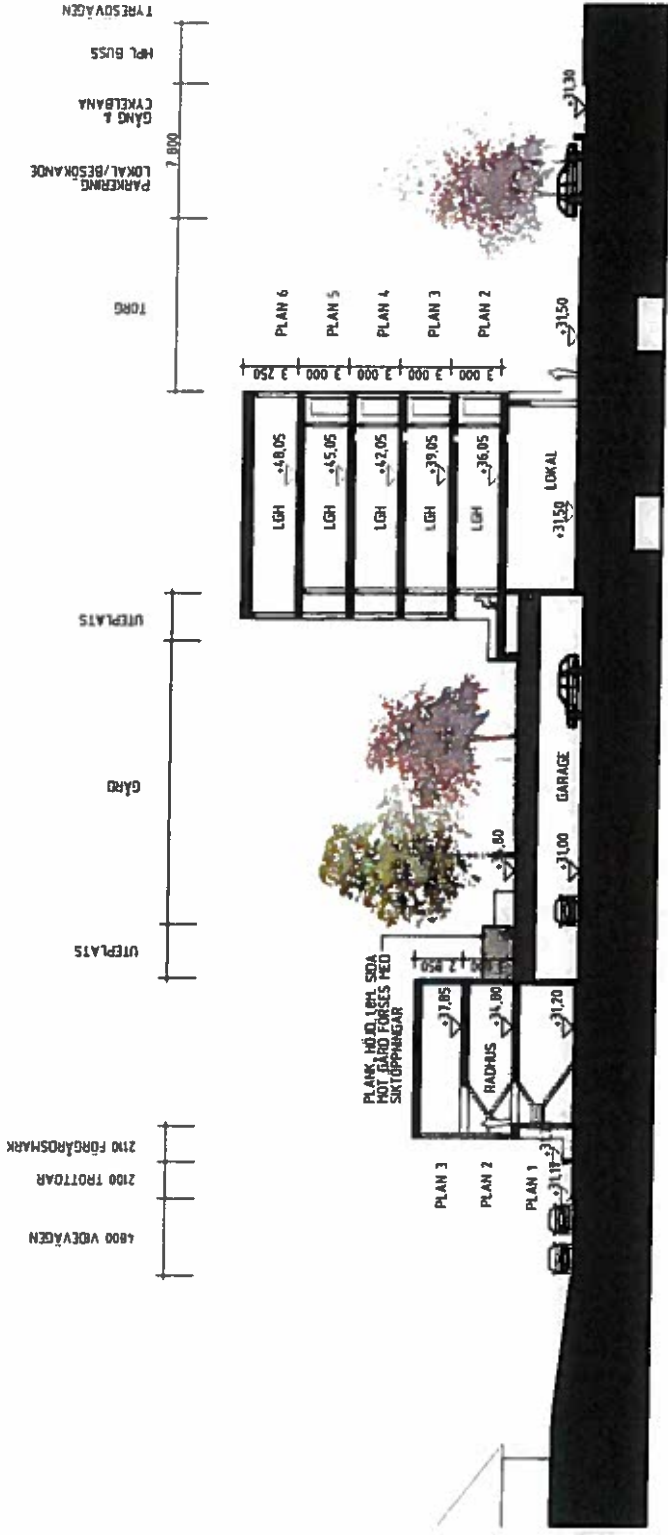 4800 VIDEVÄGEN
2100 TROTTOAR
2110 FÖRGÅRDSMARK
UTEPLATS
GÅRD
UTEPLATS
TORG
PARKERING
LOKAL/BESÖKANDE
GÅNG &
CYKELBANA
HPL BUSS
TYRESÖVÄGEN
7 800
PLANK, HÖJD 1,8M. SIDA
MOT GÅRD FÖRSES MED
SIKTÖPPNINGAR
PLAN 3
PLAN 2
PLAN 1
+37,85
RADHUS
+34,80
+31,20
+31,17
2 850
GARAGE
+31,00
LGH
+48,05
LGH
+45,05
LGH
+42,05
LGH
+39,05
LGH
+36,05
LOKAL
+31,50
3 250
3 000
3 000
3 000
3 000
PLAN 6
PLAN 5
PLAN 4
PLAN 3
PLAN 2
+31,50
+31,30